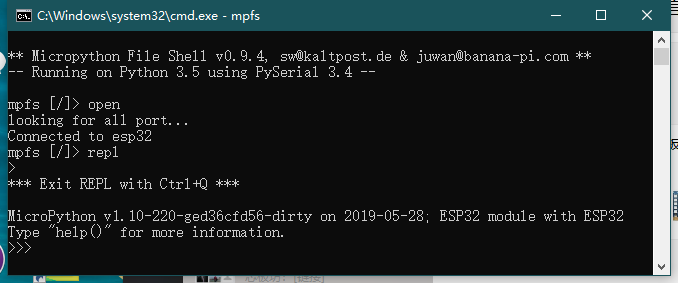 C:\Windows\system32\cmd.exe - mpfs
** Micropython File Shell v0.9.4, sw@kaltpost.de & juwan@banana-pi.com **
-- Running on Python 3.5 using PySerial 3.4 --
mpfs [/]> open
looking for all port...
Connected to esp32
mpfs [/]> repl
>
*** Exit REPL with Ctrl+Q ***
MicroPython v1.10-220-ged36cfd56-dirty on 2019-05-28; ESP32 module with ESP32
Type "help()" for more information.
>>>